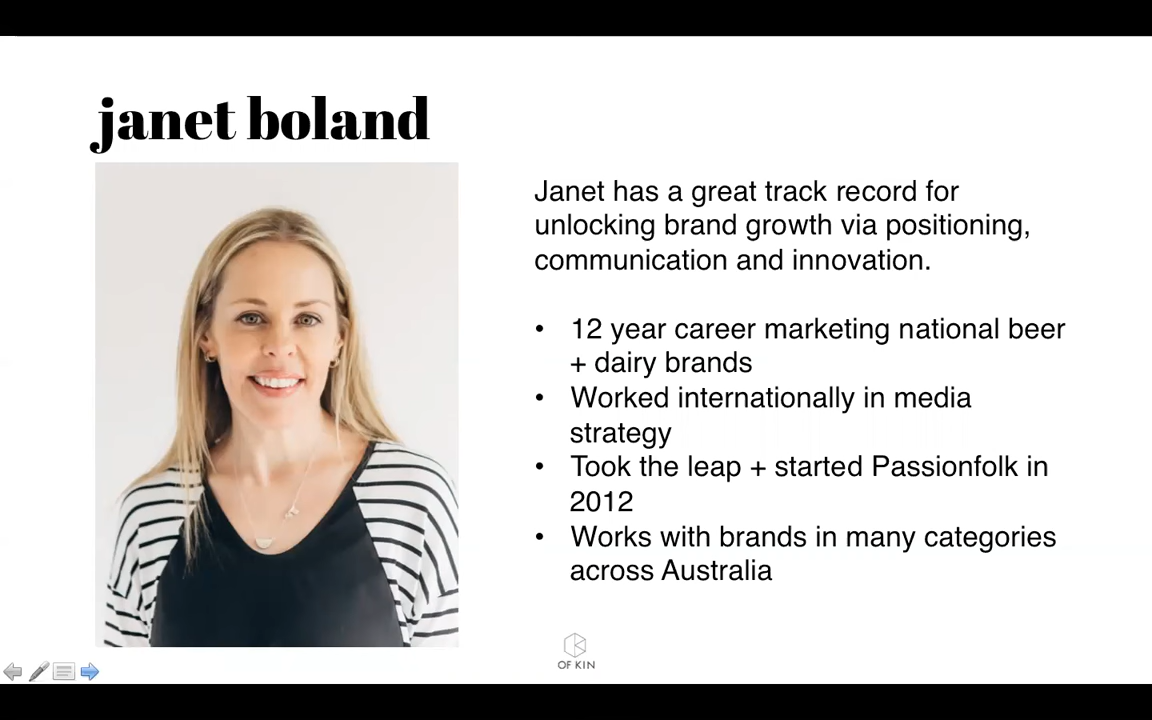 janet boland
Janet has a great track record for
unlocking brand growth via positioning,
communication and innovation.
• 12 year career marketing national beer
+ dairy brands
• Worked internationally in media
strategy
• Took the leap + started Passionfolk in
2012
• Works with brands in many categories
across Australia
OF KIN